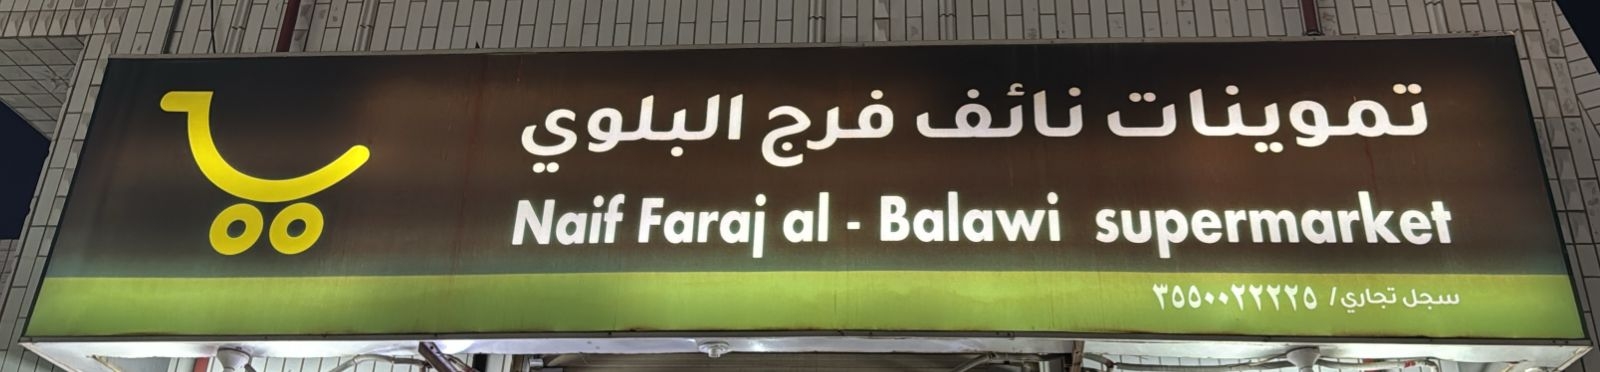 تموينات نائف فرج البلوي
Naif Faraj al - Balawi supermarket
سجل تجاري/ ٣٥٥٠٠٢٢٢٢٥